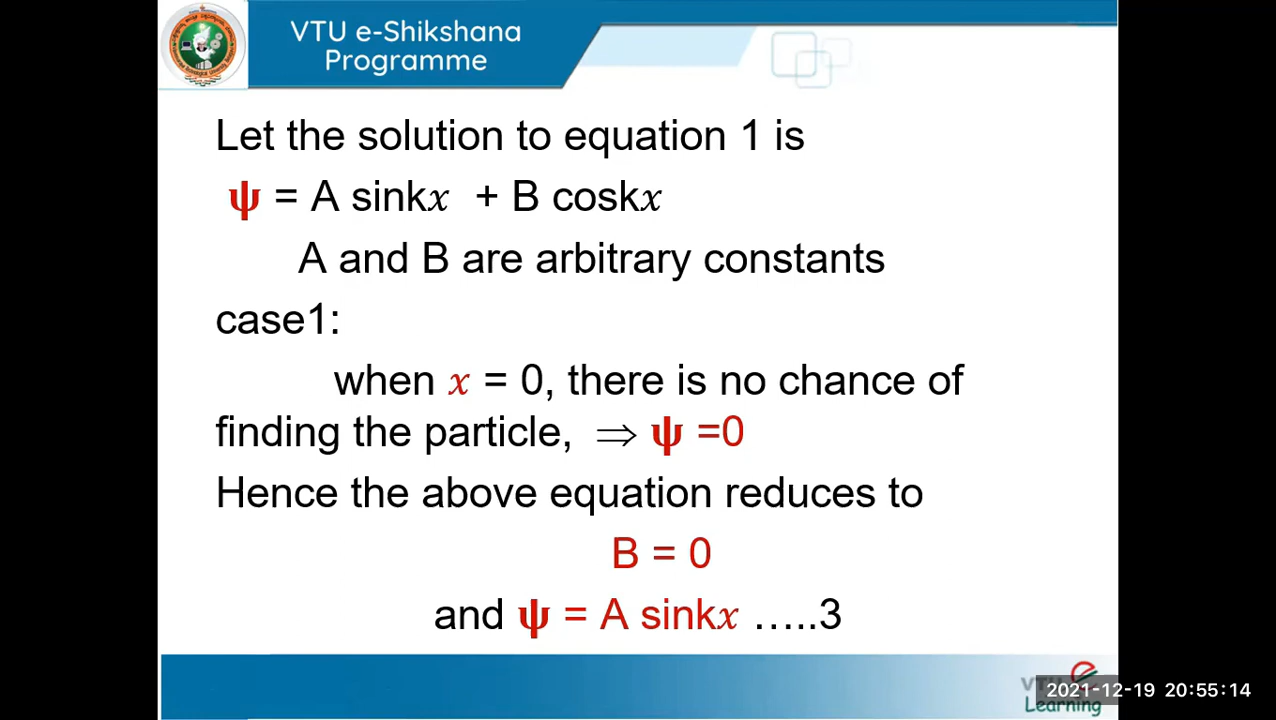 VTU e-Shikshana
Programme
Let the solution to equation 1 is
ψ = A sinkx + B coskx
A and B are arbitrary constants
case1:
when x = 0, there is no chance of
finding the particle, ⇒ ψ =0
Hence the above equation reduces to
B = 0
and ψ = A sinkx …..3
VTU e
Learning
2021-12-19 20:55:14